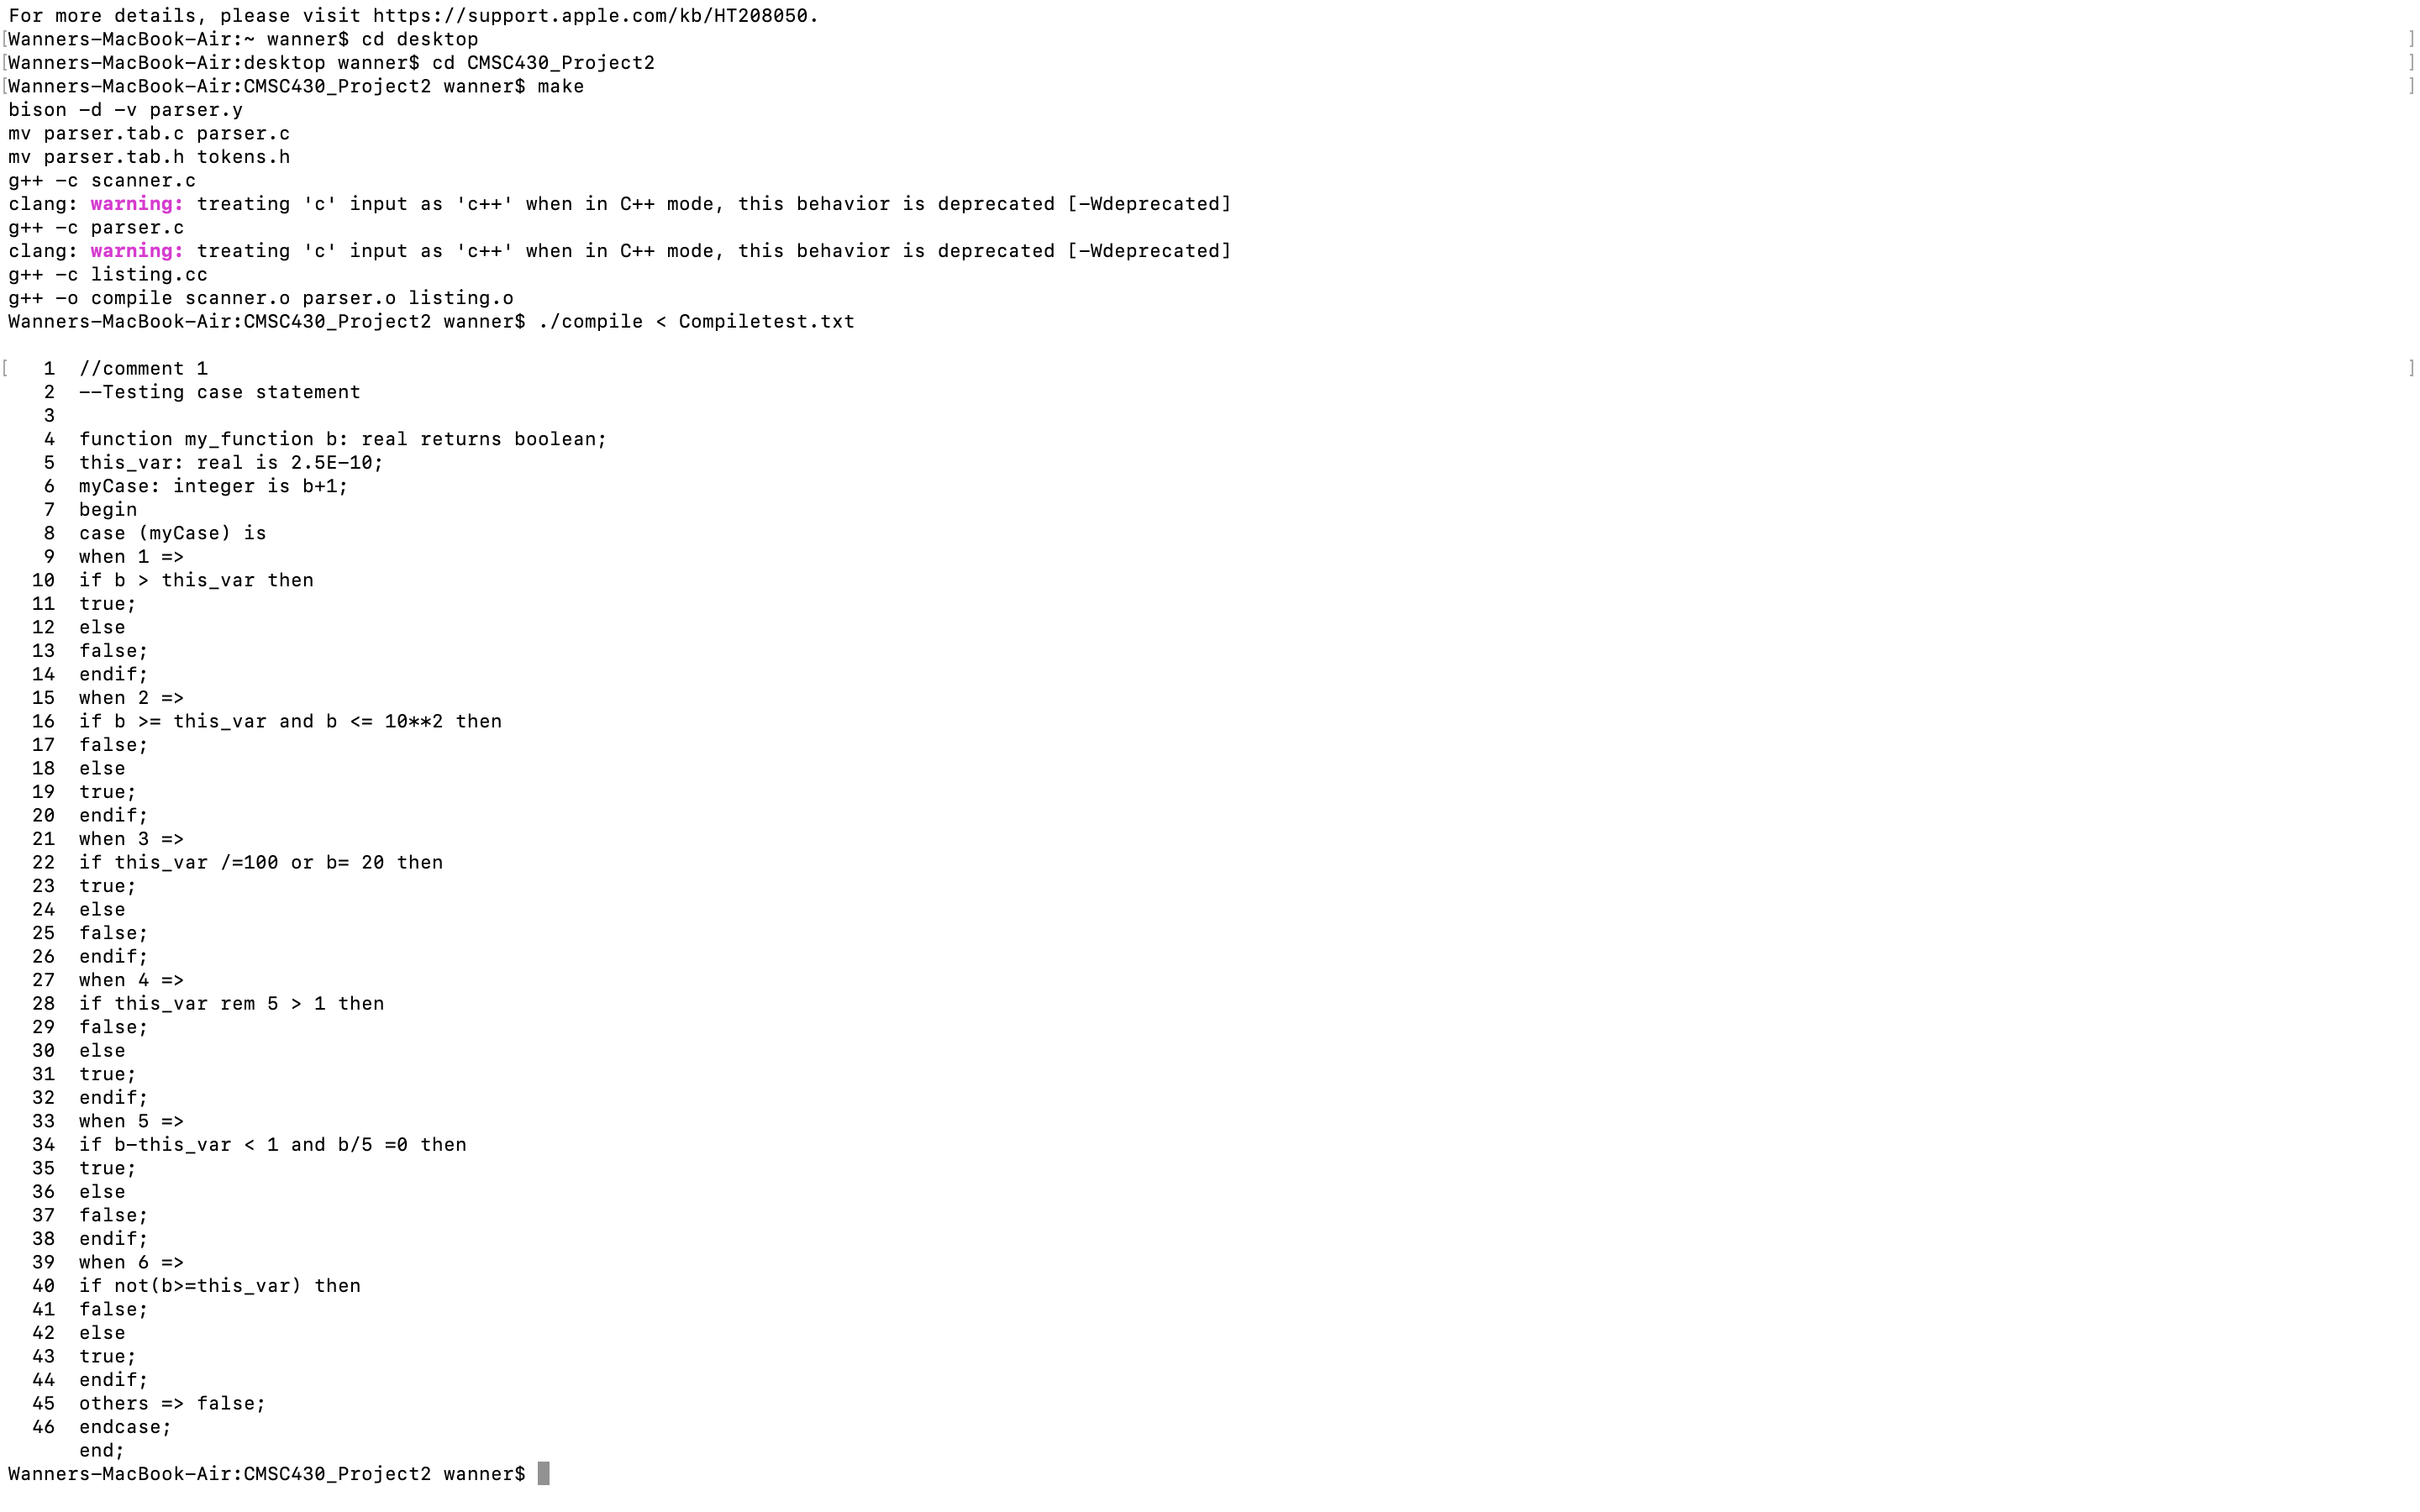 For more details, please visit https://support.apple.com/kb/HT208050.
[Wanners-MacBook-Air:~ wanner$ cd desktop ]
[Wanners-MacBook-Air:desktop wanner$ cd CMSC430_Project2 ]
[Wanners-MacBook-Air:CMSC430_Project2 wanner$ make ]
bison -d -v parser.y
mv parser.tab.c parser.c
mv parser.tab.h tokens.h
g++ -c scanner.c
clang: warning: treating 'c' input as 'c++' when in C++ mode, this behavior is deprecated [-Wdeprecated]
g++ -c parser.c
clang: warning: treating 'c' input as 'c++' when in C++ mode, this behavior is deprecated [-Wdeprecated]
g++ -c listing.cc
g++ -o compile scanner.o parser.o listing.o
Wanners-MacBook-Air:CMSC430_Project2 wanner$ ./compile < Compiletest.txt
[ 1 //comment 1 ]
2 --Testing case statement
3
4 function my_function b: real returns boolean;
5 this_var: real is 2.5E-10;
6 myCase: integer is b+1;
7 begin
8 case (myCase) is
9 when 1 =>
10 if b > this_var then
11 true;
12 else
13 false;
14 endif;
15 when 2 =>
16 if b >= this_var and b <= 10**2 then
17 false;
18 else
19 true;
20 endif;
21 when 3 =>
22 if this_var /=100 or b= 20 then
23 true;
24 else
25 false;
26 endif;
27 when 4 =>
28 if this_var rem 5 > 1 then
29 false;
30 else
31 true;
32 endif;
33 when 5 =>
34 if b-this_var < 1 and b/5 =0 then
35 true;
36 else
37 false;
38 endif;
39 when 6 =>
40 if not(b>=this_var) then
41 false;
42 else
43 true;
44 endif;
45 others => false;
46 endcase;
end;
Wanners-MacBook-Air:CMSC430_Project2 wanner$